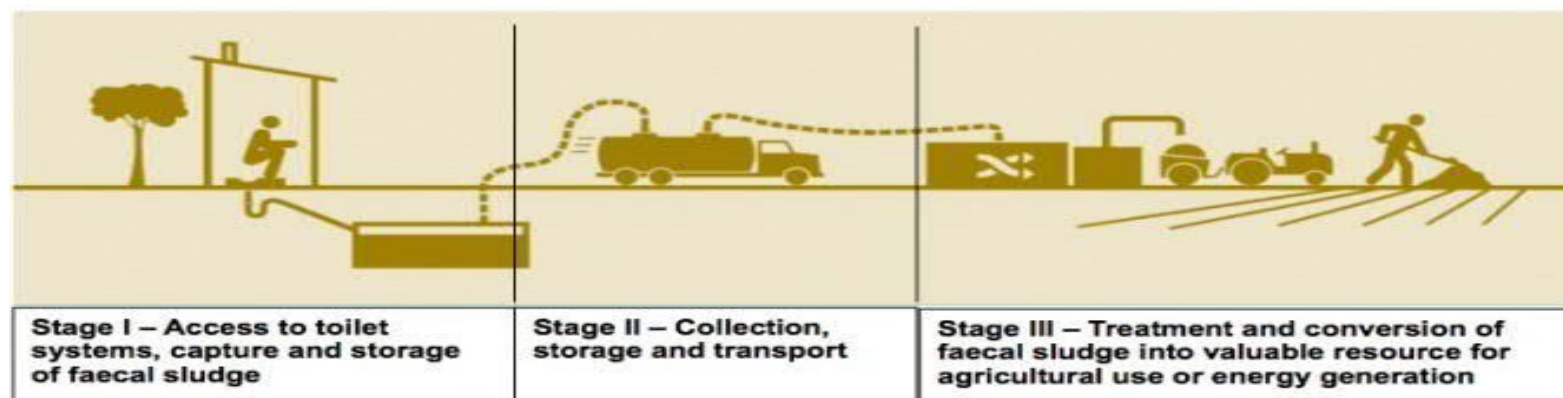 Stage I – Access to toilet
systems, capture and storage
of faecal sludge
Stage II – Collection,
storage and transport
Stage III – Treatment and conversion of
faecal sludge into valuable resource for
agricultural use or energy generation